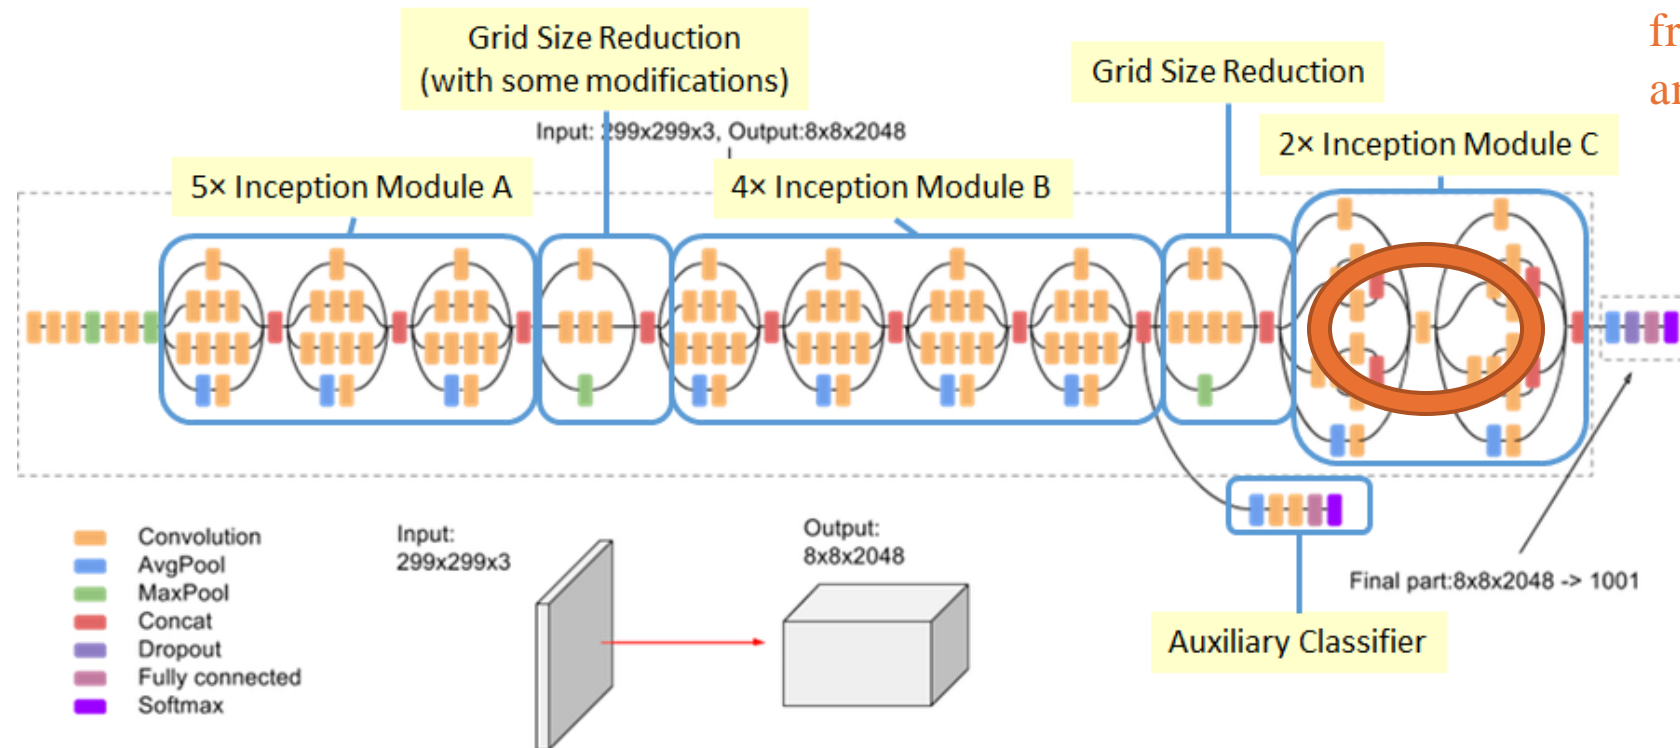 Grid Size Reduction
(with some modifications)
Grid Size Reduction
Input: 299x299x3, Output:8x8x2048
2× Inception Module C
5× Inception Module A
4× Inception Module B
Convolution
AvgPool
MaxPool
Concat
Dropout
Fully connected
Softmax
Input:
299x299x3
Output:
8x8x2048
Final part:8x8x2048 -> 1001
Auxiliary Classifier